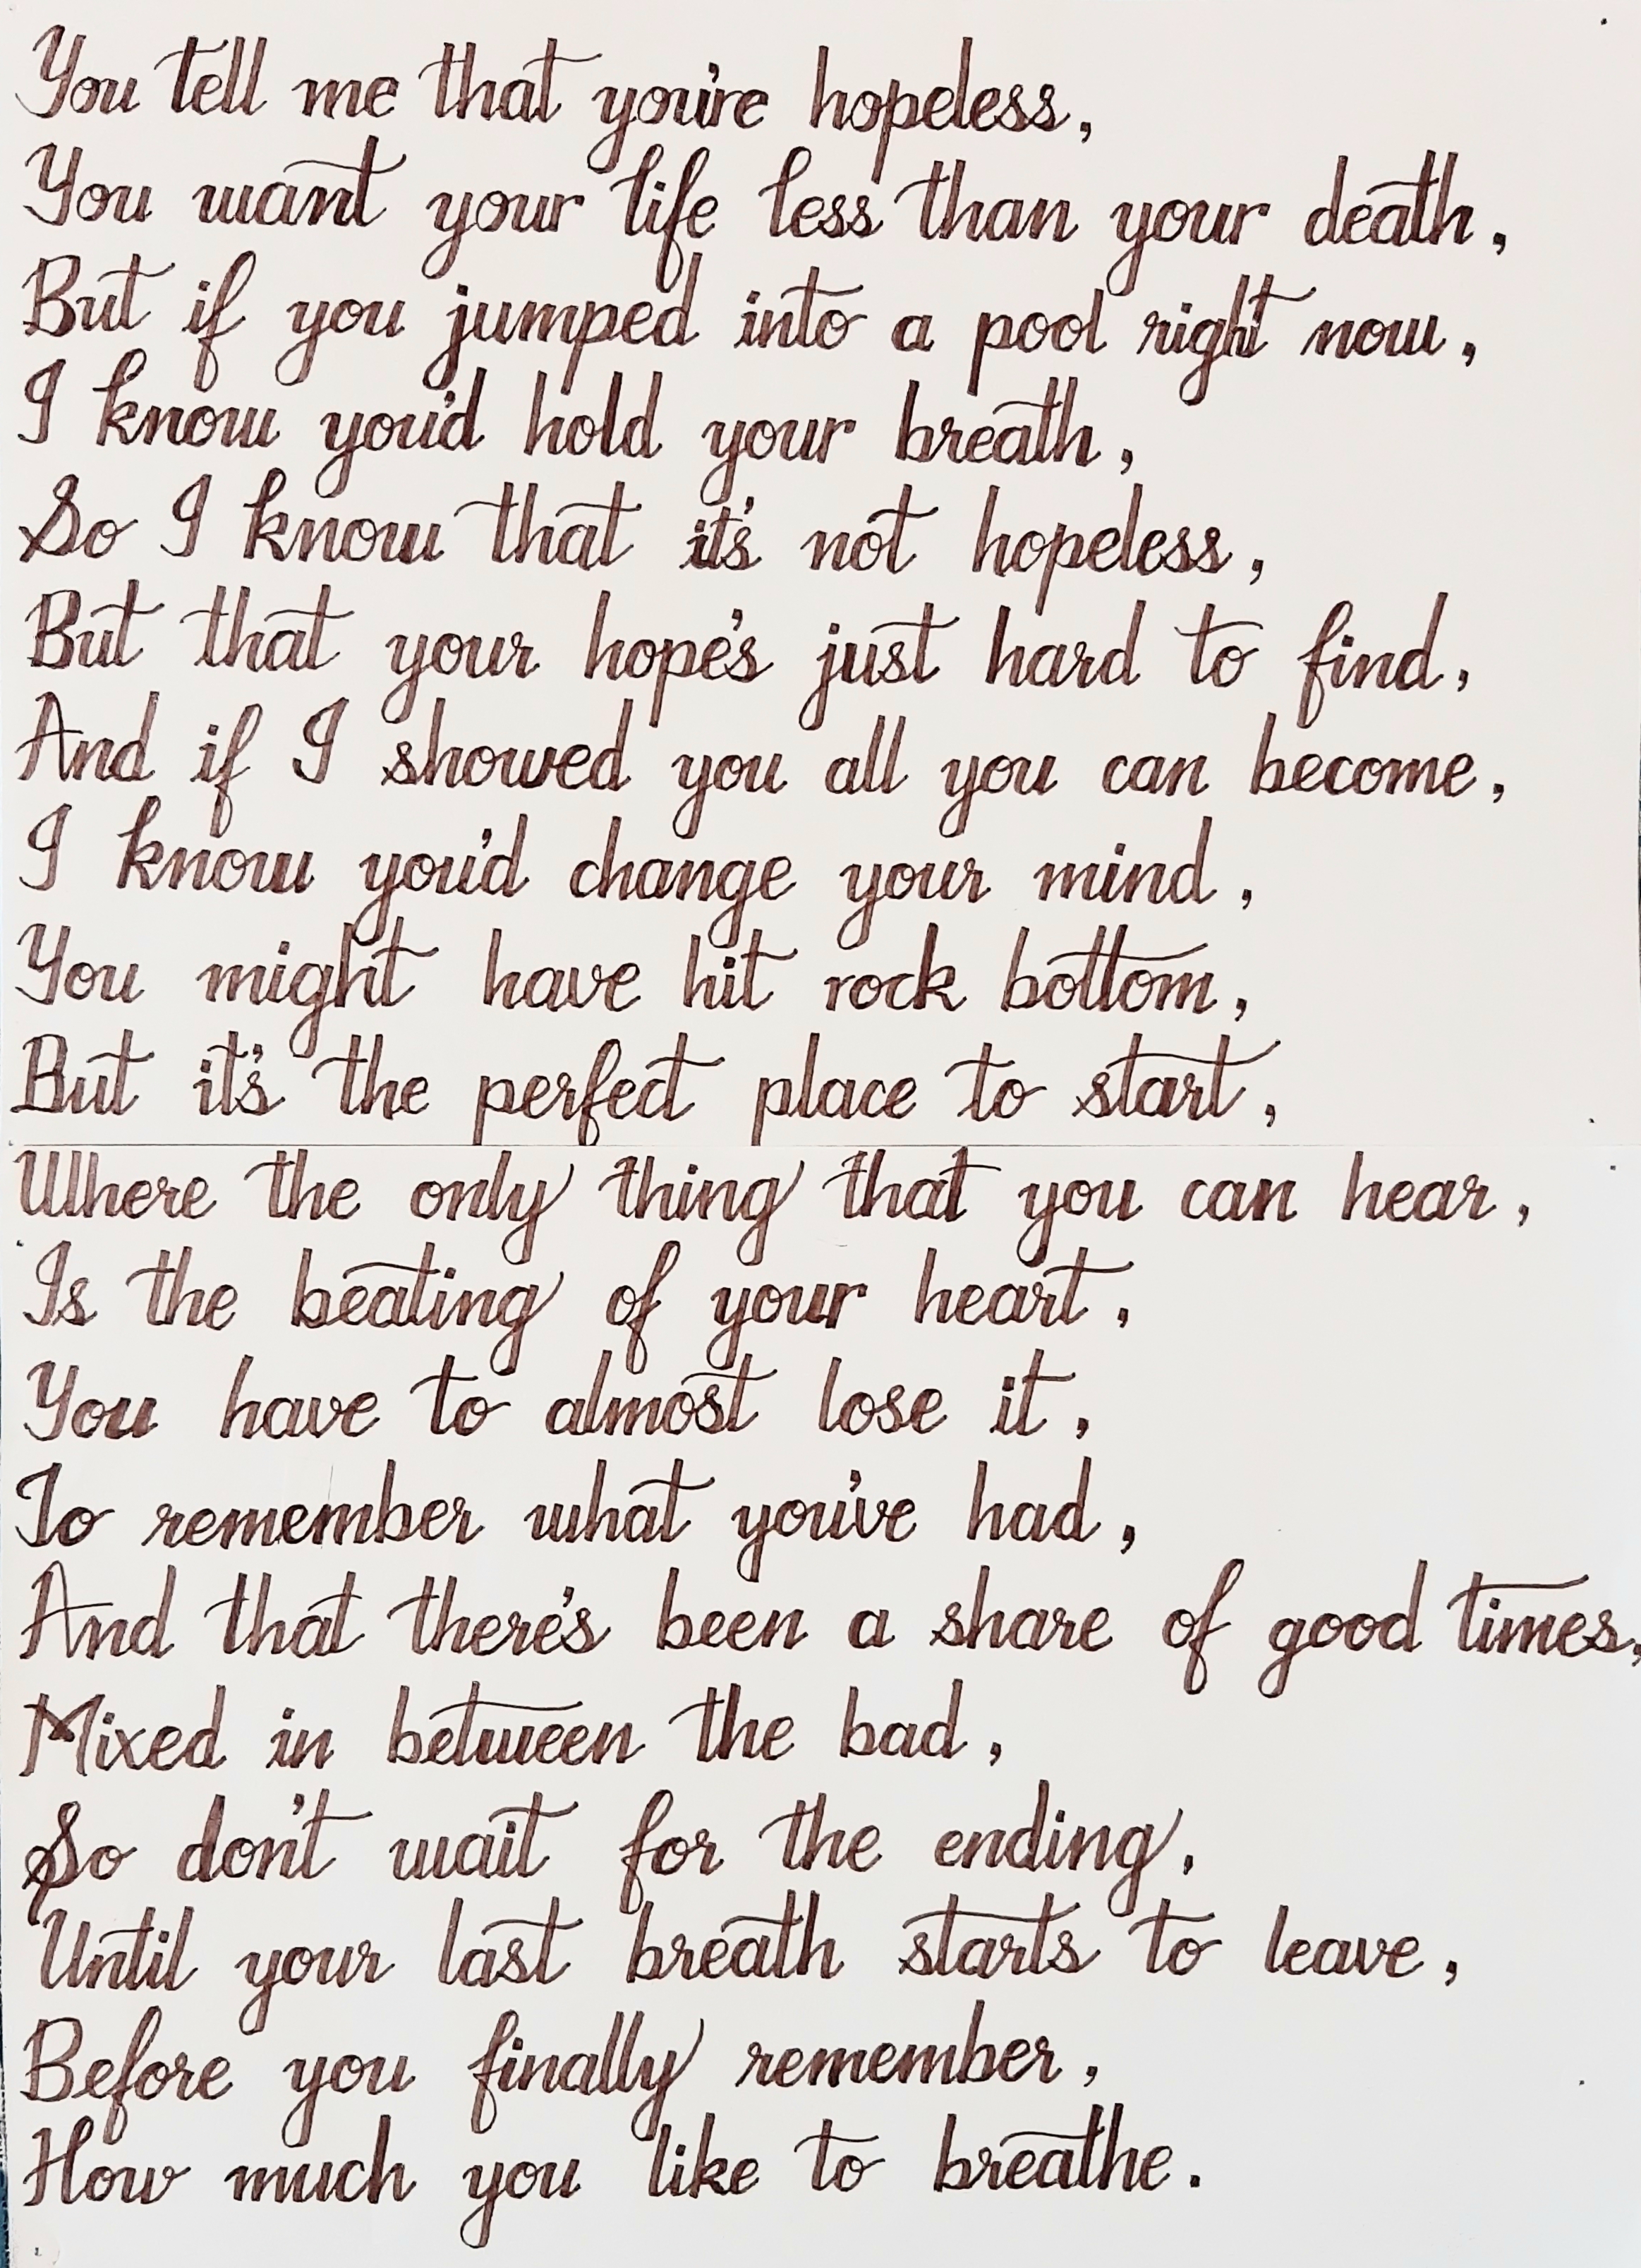 You tell me that you're hopeless,
You want your life less than your death,
But if you jumped into a pool right now,
I know you'd hold your breath,
So I know that it's not hopeless,
But that your hope's just hard to find,
And if I showed you all you can become,
I know you'd change your mind,
You might have hit rock bottom,
But it's the perfect place to start,
Where the only thing that you can hear,
Is the beating of your heart,
You have to almost lose it,
To remember what you've had,
And that there's been a share of good times,
Mixed in between the bad,
So don't wait for the ending,
Until your last breath starts to leave,
Before you finally remember,
How much you like to breathe.